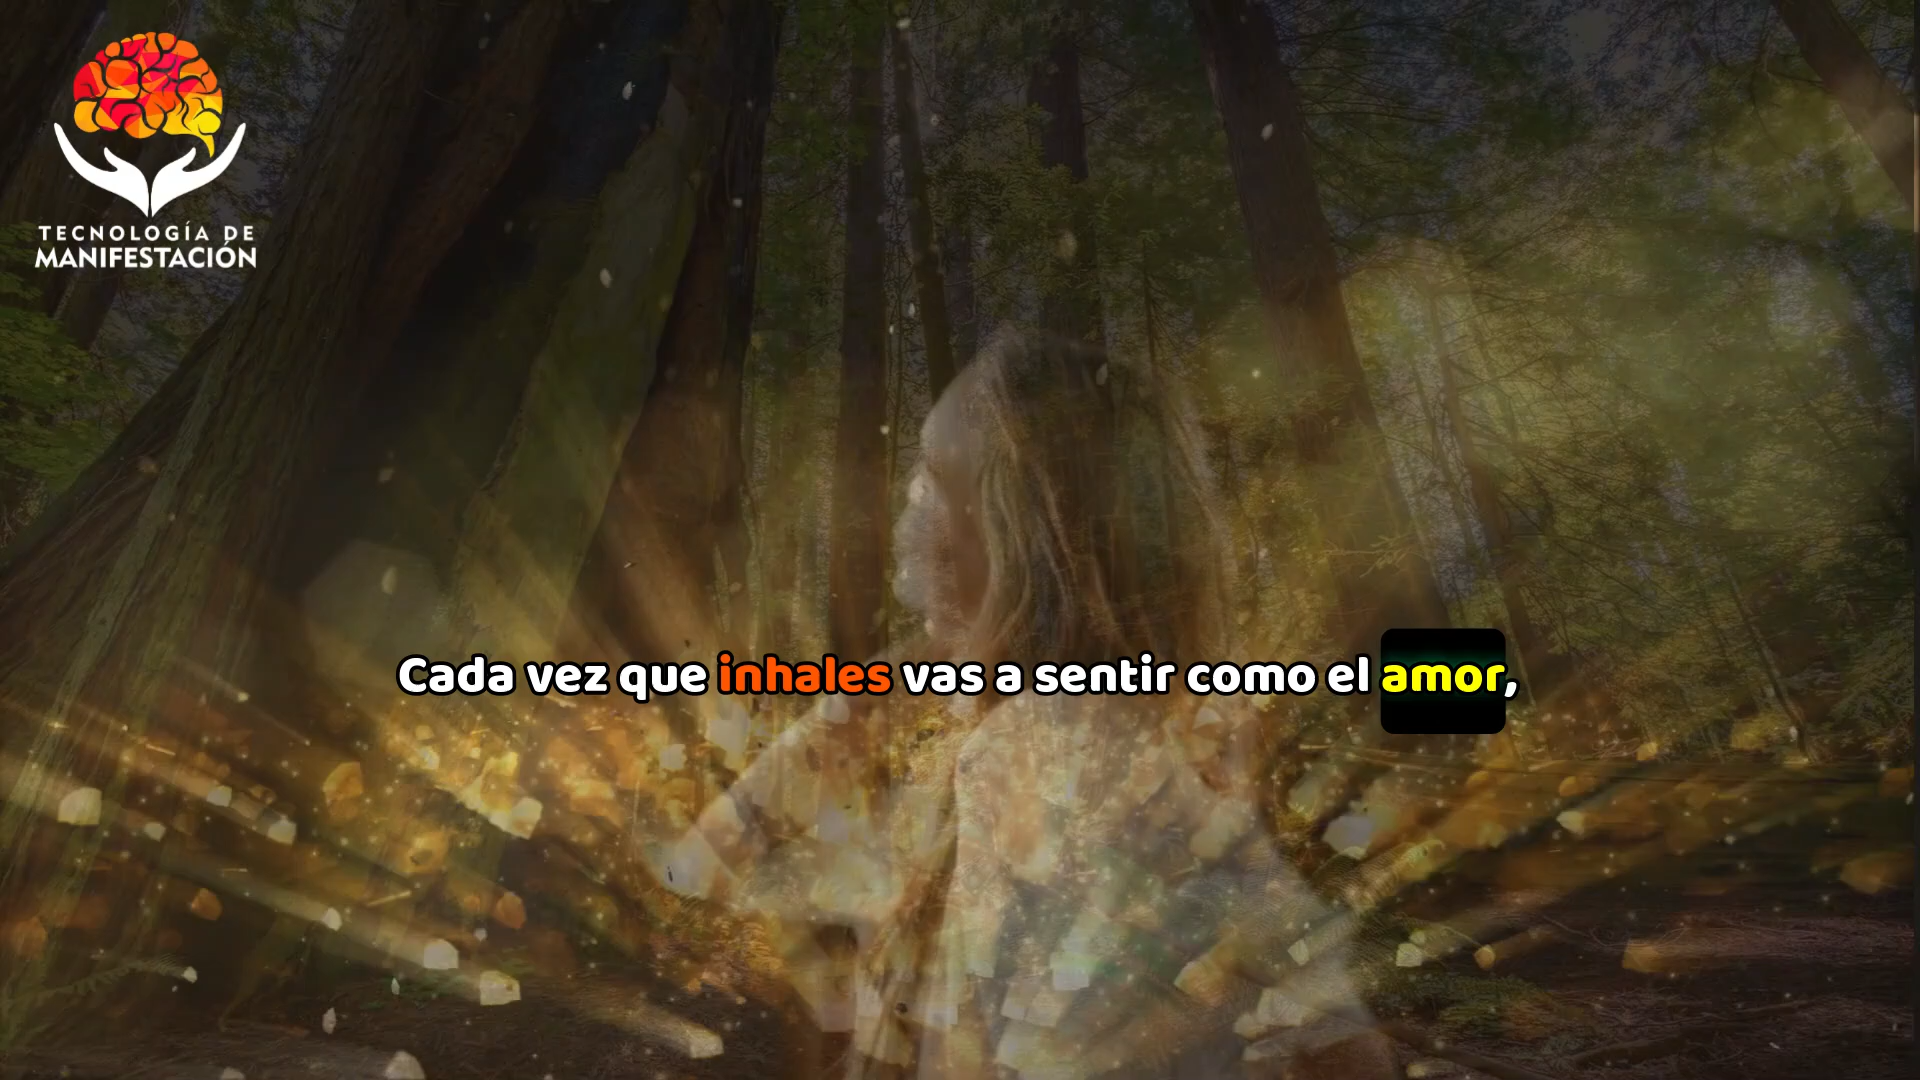 TECNOLOGÍA DE
MANIFESTACIÓN
Cada vez que inhales vas a sentir como el amor,